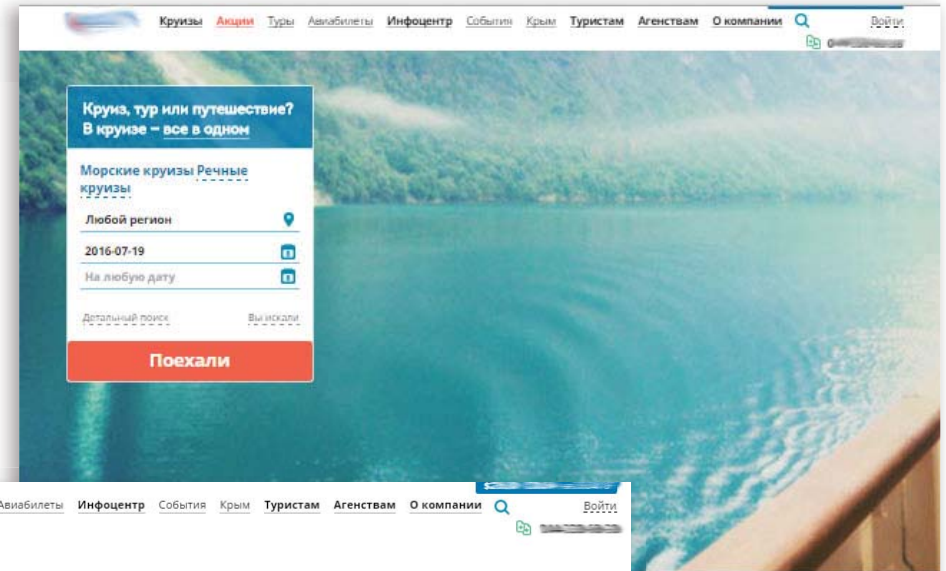 Круизы Акции Туры Авиабилеты Инфоцентр События Крым Туристам Агенствам О компании Войти
Круиз, тур или путешествие?
В круизе – все в одном
Морские круизы Речные
круизы
Любой регион
2016-07-19
На любую дату
Детальный поиск Вы искали
Поехали
Авиабилеты Инфоцентр События Крым Туристам Агенствам О компании Войти